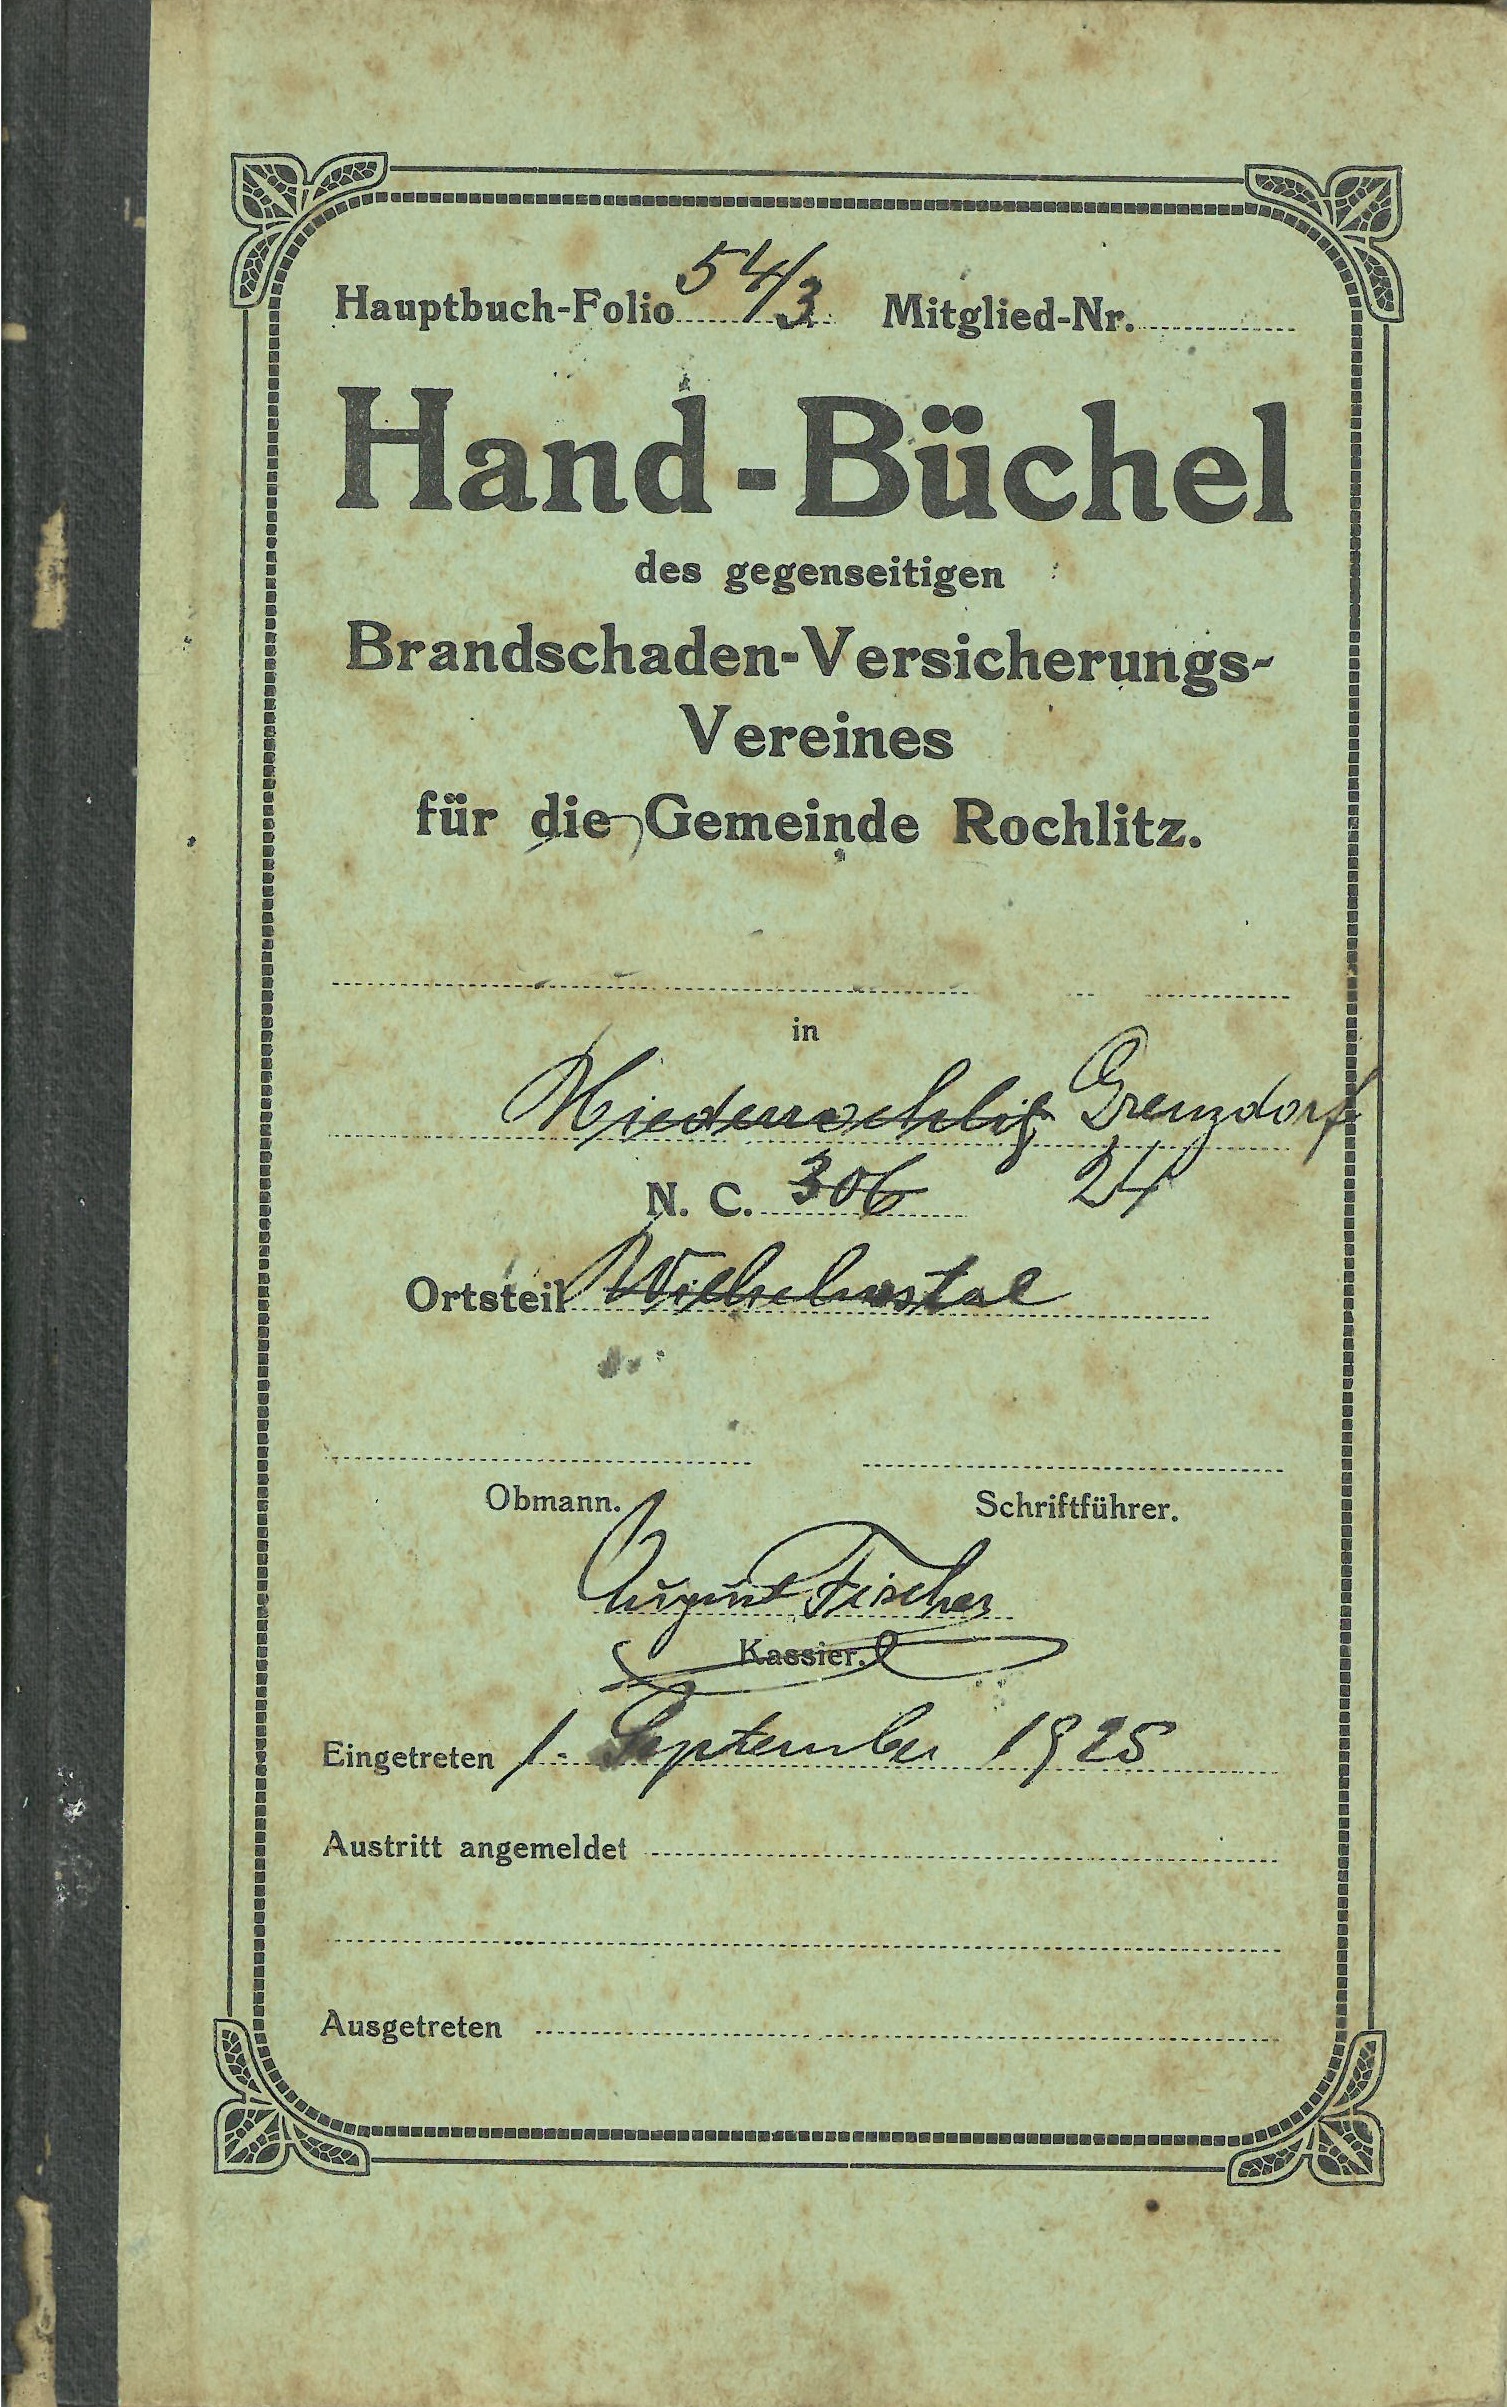 Hauptbuch-Folio 54/3 Mitglied-Nr.
Hand-Büchel
des gegenseitigen
Brandschaden-Versicherungs-
Vereines
für die Gemeinde Rochlitz.
in
Niederrochlitz Grenzdorf
N. C. 306 24
Ortsteil Wilhelmstal
Obmann. Schriftführer.
August Fischer
Kassier.
Eingetreten 1. September 1925
Austritt angemeldet
Ausgetreten